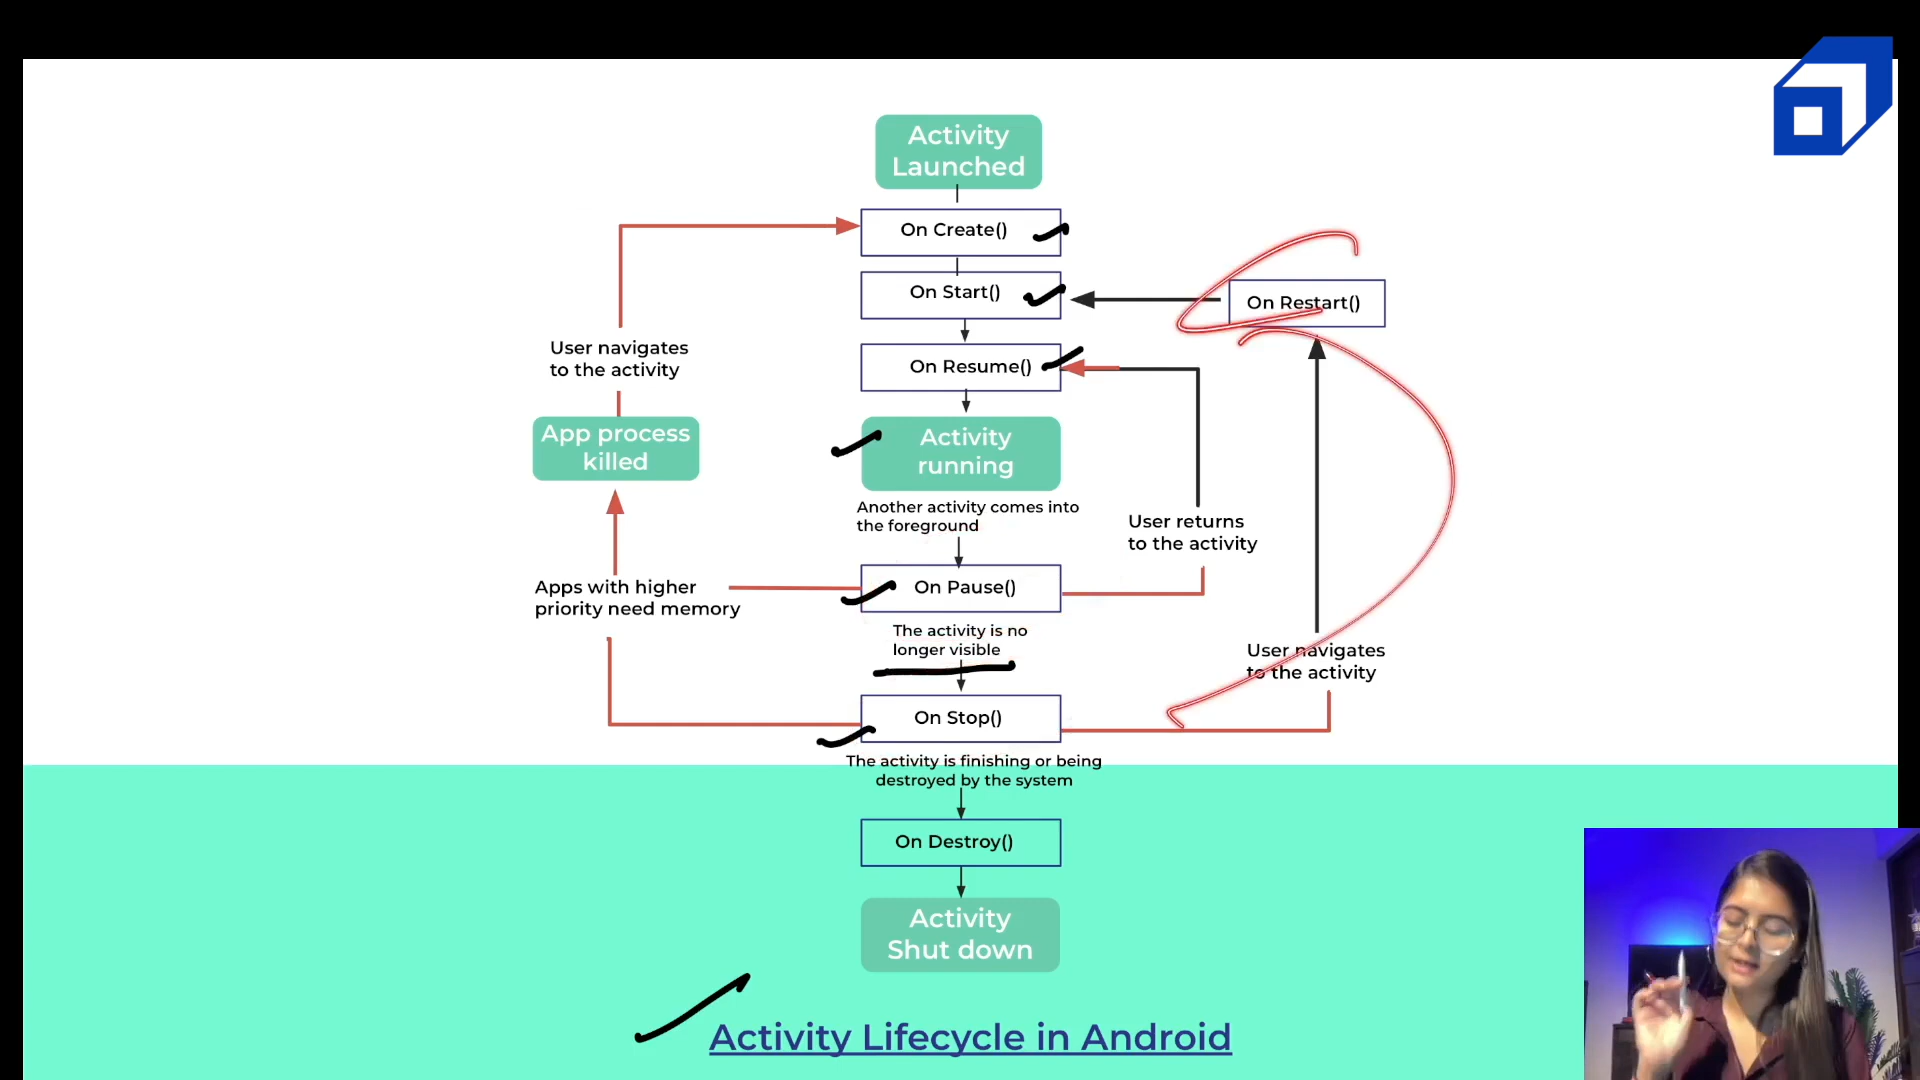 Activity
Launched
On Create()
On Start()
On Restart()
On Resume()
User navigates
to the activity
App process
killed
Activity
running
Another activity comes into
the foreground
User returns
to the activity
Apps with higher
priority need memory
On Pause()
The activity is no
longer visible
User navigates
to the activity
On Stop()
The activity is finishing or being
destroyed by the system
On Destroy()
Activity
Shut down
Activity Lifecycle in Android